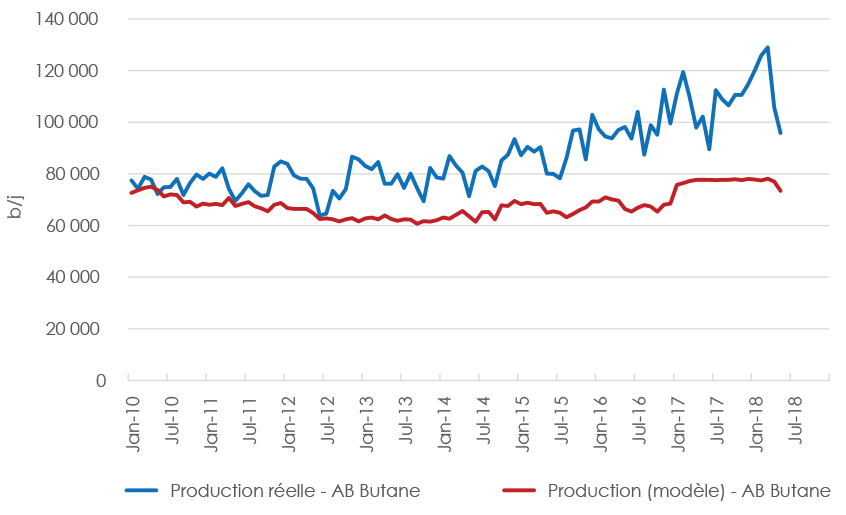 140 000
120 000
100 000
80 000
60 000
40 000
20 000
0
b/j
Jan-10
Jul-10
Jan-11
Jul-11
Jan-12
Jul-12
Jan-13
Jul-13
Jan-14
Jul-14
Jan-15
Jul-15
Jan-16
Jul-16
Jan-17
Jul-17
Jan-18
Jul-18
Production réelle - AB Butane
Production (modèle) - AB Butane